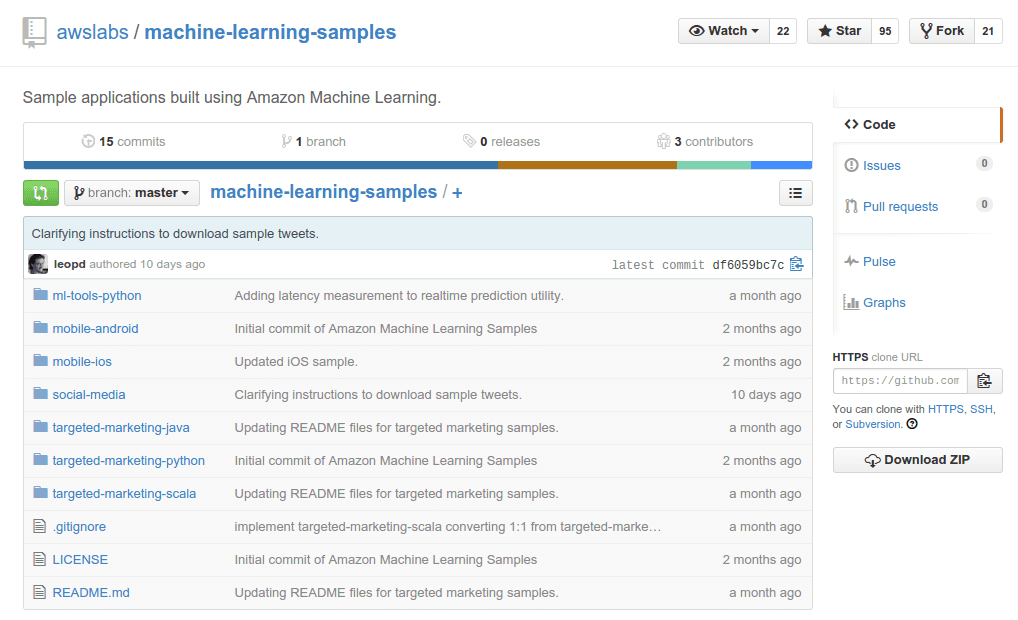 awslabs / machine-learning-samples
Watch 22 Star 95 Fork 21
Sample applications built using Amazon Machine Learning.
15 commits 1 branch 0 releases 3 contributors
branch: master machine-learning-samples / +
Clarifying instructions to download sample tweets.
leopd authored 10 days ago latest commit df6059bc7c
ml-tools-python Adding latency measurement to realtime prediction utility. a month ago
mobile-android Initial commit of Amazon Machine Learning Samples 2 months ago
mobile-ios Updated iOS sample. 2 months ago
social-media Clarifying instructions to download sample tweets. 10 days ago
targeted-marketing-java Updating README files for targeted marketing samples. a month ago
targeted-marketing-python Initial commit of Amazon Machine Learning Samples 2 months ago
targeted-marketing-scala Updating README files for targeted marketing samples. a month ago
.gitignore implement targeted-marketing-scala converting 1:1 from targeted-marke… a month ago
LICENSE Initial commit of Amazon Machine Learning Samples 2 months ago
README.md Updating README files for targeted marketing samples. a month ago
Code
Issues 0
Pull requests 0
Pulse
Graphs
HTTPS clone URL
https://github.com
You can clone with HTTPS, SSH,
or Subversion.
Download ZIP